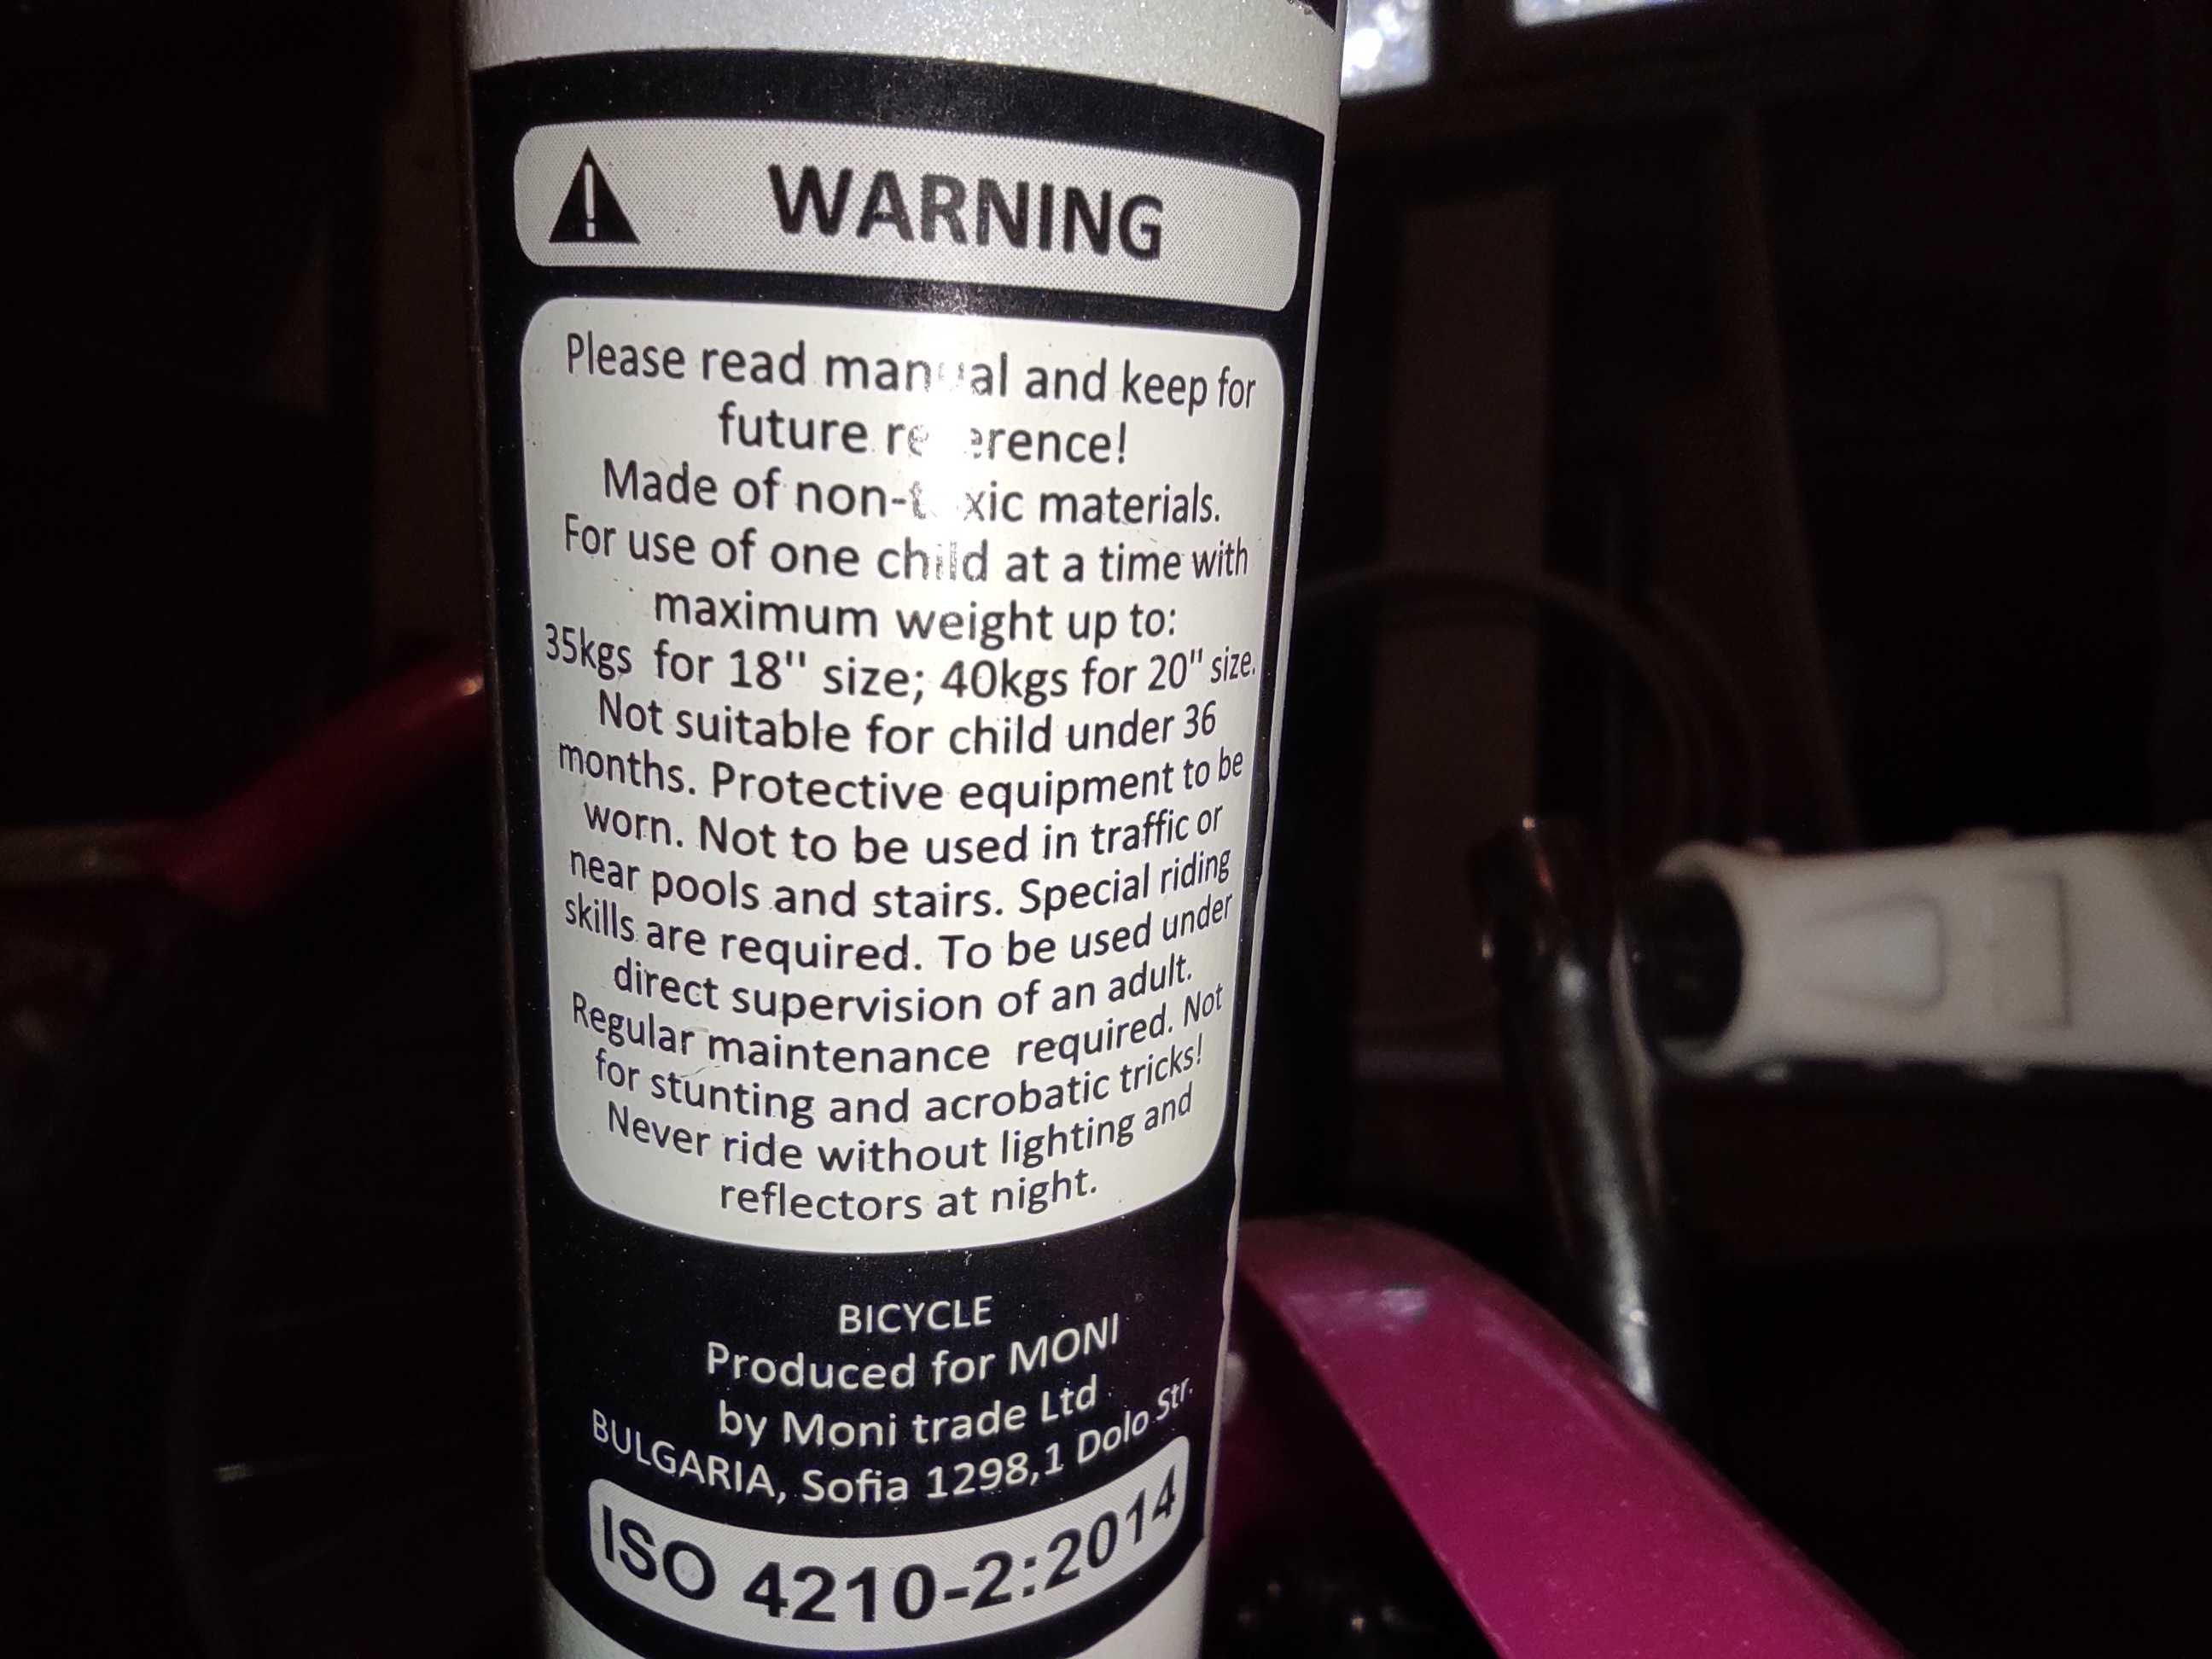 WARNING
Please read manual and keep for
future reference!
Made of non-toxic materials.
For use of one child at a time with
maximum weight up to:
35kgs for 18" size; 40kgs for 20" size.
Not suitable for child under 36
months. Protective equipment to be
worn. Not to be used in traffic or
near pools and stairs. Special riding
skills are required. To be used under
direct supervision of an adult.
Regular maintenance required. Not
for stunting and acrobatic tricks!
Never ride without lighting and
reflectors at night.
BICYCLE
Produced for MONI
by Moni trade Ltd
BULGARIA, Sofia 1298,1 Dolo Str.
ISO 4210-2:2014